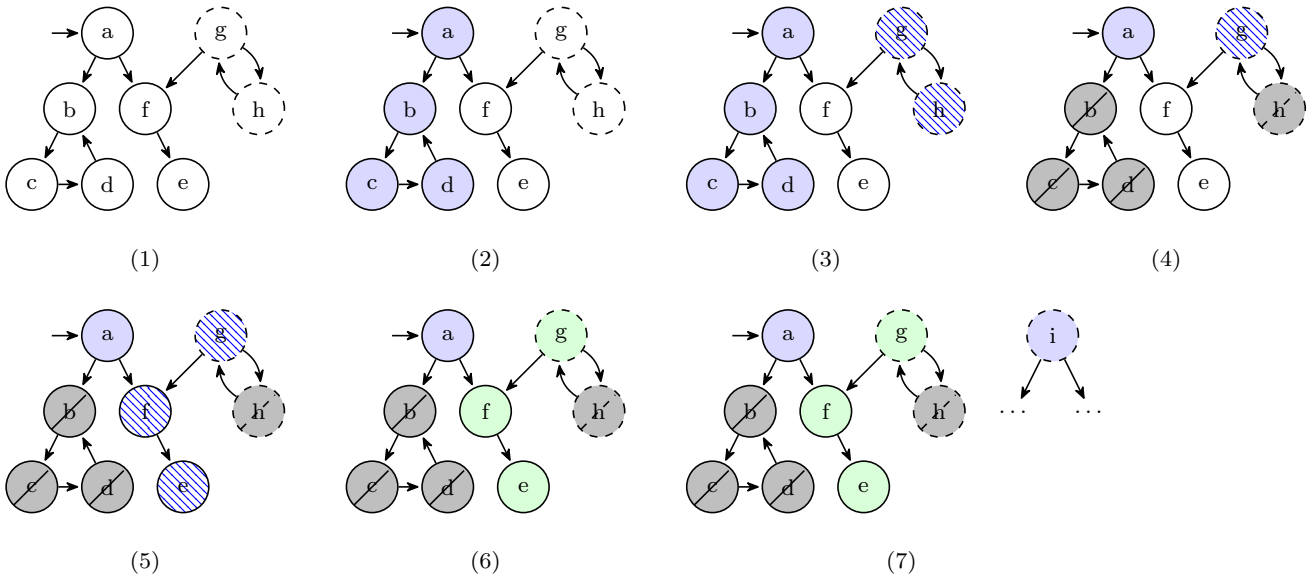 a g a g a g a g
b f h b f h b f h b f h
c d e c d e c d e c d e
(1) (2) (3) (4)
a g a g a g i
b f h b f h b f h ... ...
c d e c d e c d e
(5) (6) (7)